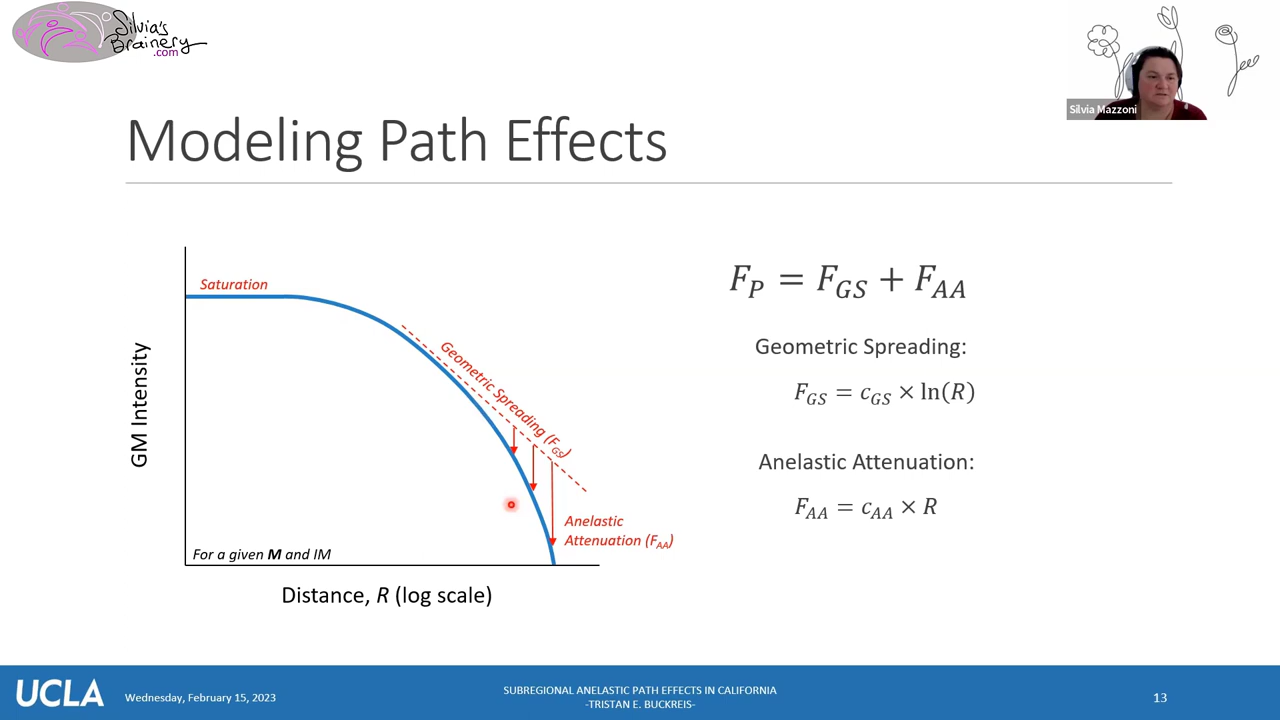 Silvia's
Brainery
.com
Silvia Mazzoni
Modeling Path Effects
Saturation
Geometric Spreading (F_GS)
Anelastic
Attenuation (F_AA)
GM Intensity
For a given M and IM
Distance, R (log scale)
F_P = F_GS + F_AA
Geometric Spreading:
F_GS = c_GS × ln(R)
Anelastic Attenuation:
F_AA = c_AA × R
UCLA
Wednesday, February 15, 2023
SUBREGIONAL ANELASTIC PATH EFFECTS IN CALIFORNIA
-TRISTAN E. BUCKREIS-
13